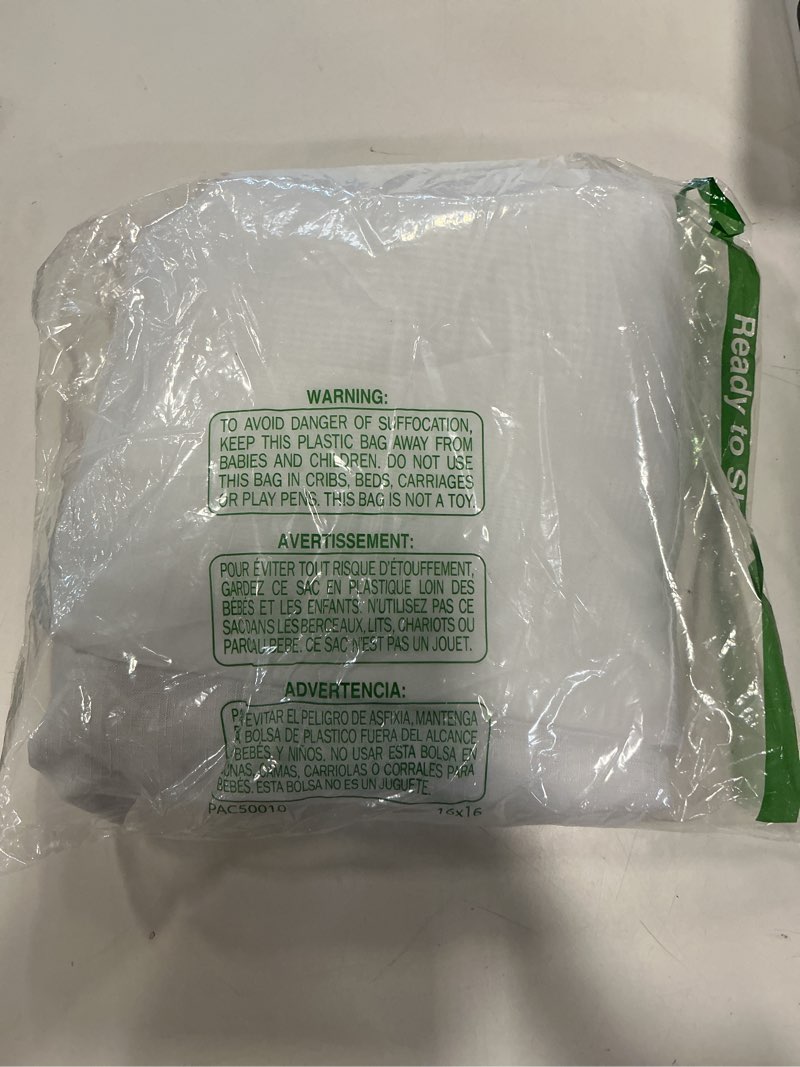 WARNING:
TO AVOID DANGER OF SUFFOCATION,
KEEP THIS PLASTIC BAG AWAY FROM
BABIES AND CHILDREN. DO NOT USE
THIS BAG IN CRIBS, BEDS, CARRIAGES
OR PLAY PENS. THIS BAG IS NOT A TOY.
AVERTISSEMENT:
POUR ÉVITER TOUT RISQUE D'ÉTOUFFEMENT,
GARDEZ CE SAC EN PLASTIQUE LOIN DES
BÉBÉS ET LES ENFANTS. N'UTILISEZ PAS CE
SAC DANS LES BERCEAUX, LITS, CHARIOTS OU
PARC AU BÉBÉ. CE SAC N'EST PAS UN JOUET.
ADVERTENCIA:
EVITAR EL PELIGRO DE ASFIXIA, MANTENGA
BOLSA DE PLASTICO FUERA DEL ALCANCE
BEBÉS Y NIÑOS. NO USAR ESTA BOLSA EN
CAMAS, CARRIOLAS O CORRALES PARA
BEBÉS. ESTA BOLSA NO ES UN JUGUETE.
PAC50010 16x16
Ready to